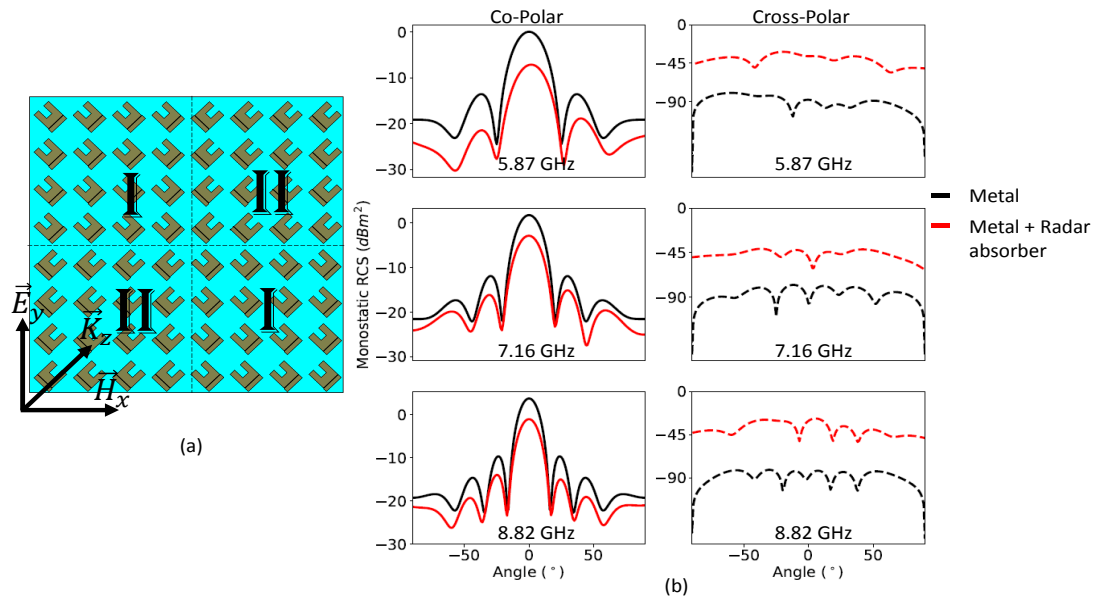 Co-Polar
Cross-Polar
0
−10
−20
−30
5.87 GHz
0
−45
−90
5.87 GHz
I
II
II
I
E⃗y
K⃗z
H⃗x
(a)
Monostatic RCS (dBm²)
0
−10
−20
−30
7.16 GHz
0
−45
−90
7.16 GHz
Metal
Metal + Radar
absorber
0
−10
−20
−30
8.82 GHz
−50
0
50
Angle (°)
0
−45
−90
8.82 GHz
−50
0
50
Angle (°)
(b)